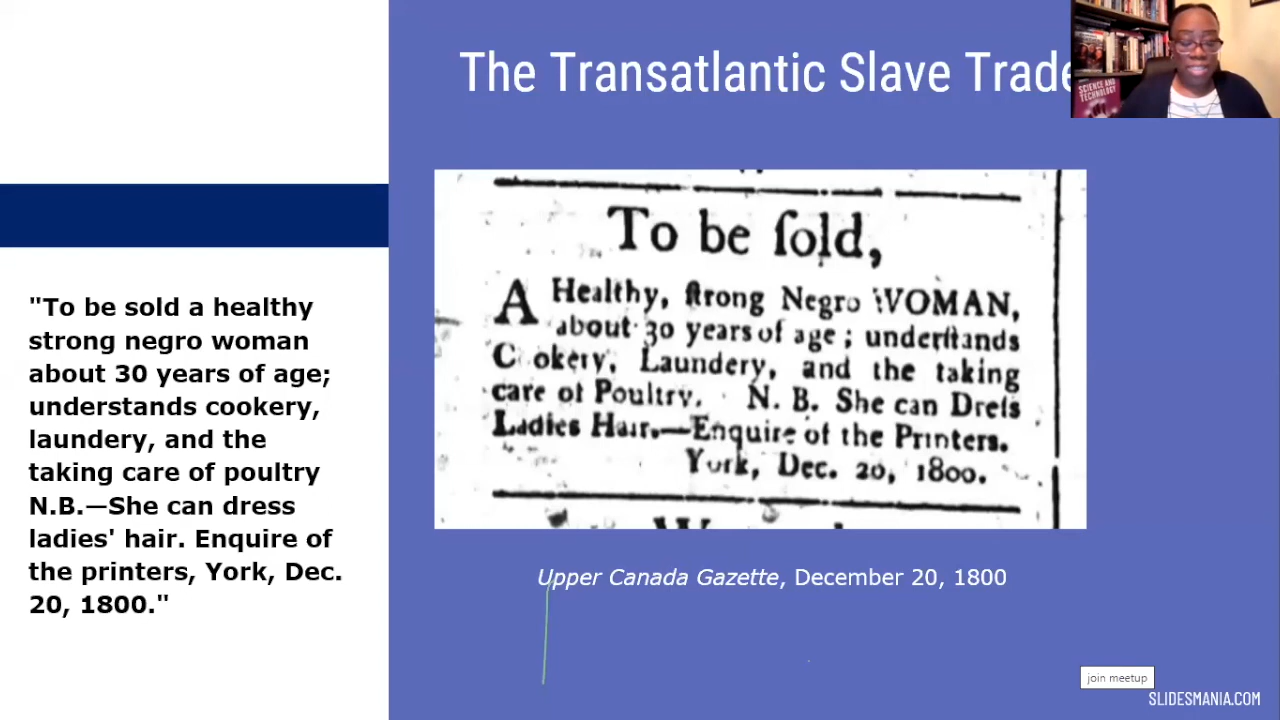 The Transatlantic Slave Trade
SCIENCE AND
TECHNOLOGY
"To be sold a healthy
strong negro woman
about 30 years of age;
understands cookery,
laundery, and the
taking care of poultry
N.B.—She can dress
ladies' hair. Enquire of
the printers, York, Dec.
20, 1800."
To be ſold,
A Healthy, ſtrong Negro WOMAN,
about 30 years of age ; underſtands
Cookery, Laundery, and the taking
care of Poultry. N. B. She can Dreſs
Ladies Hair.—Enquire of the Printers.
York, Dec. 20, 1800.
Upper Canada Gazette, December 20, 1800
join meetup
SLIDESMANIA.COM